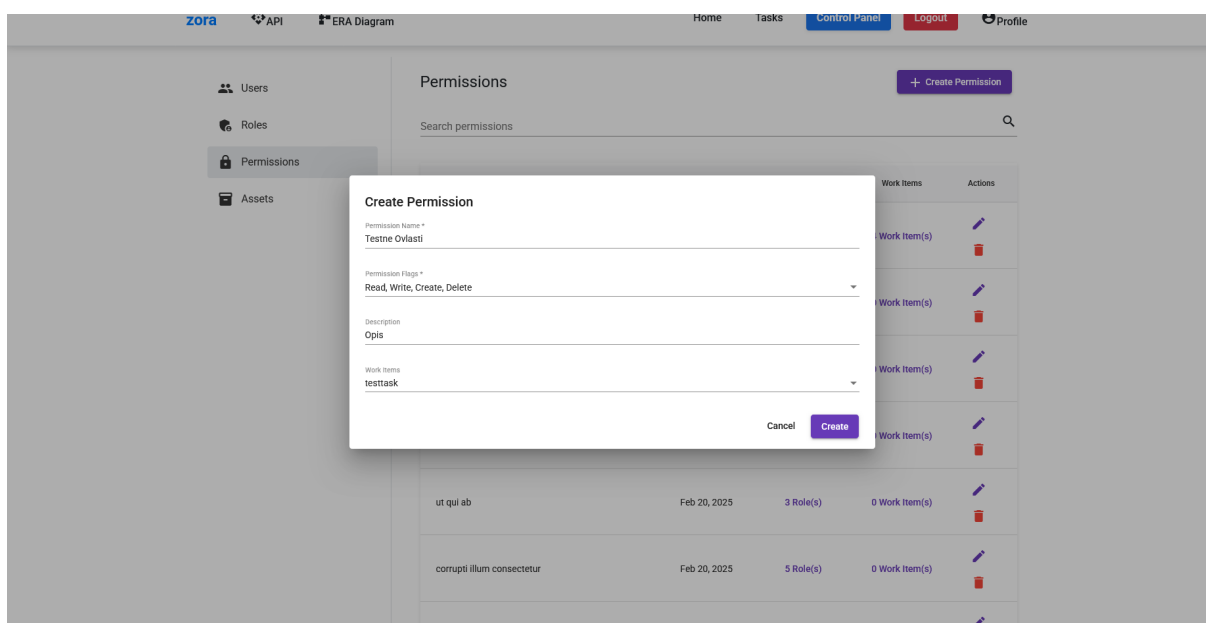 zora API ERA Diagram Home Tasks Control Panel Logout Profile
Users
Roles
Permissions
Assets
Permissions
+ Create Permission
Search permissions
Work Items Actions
Work Item(s)
Work Item(s)
Work Item(s)
Work Item(s)
Create Permission
Permission Name *
Testne Ovlasti
Permission Flags *
Read, Write, Create, Delete
Description
Opis
Work Items
testtask
Cancel Create
ut qui ab Feb 20, 2025 3 Role(s) 0 Work Item(s)
corrupti illum consectetur Feb 20, 2025 5 Role(s) 0 Work Item(s)